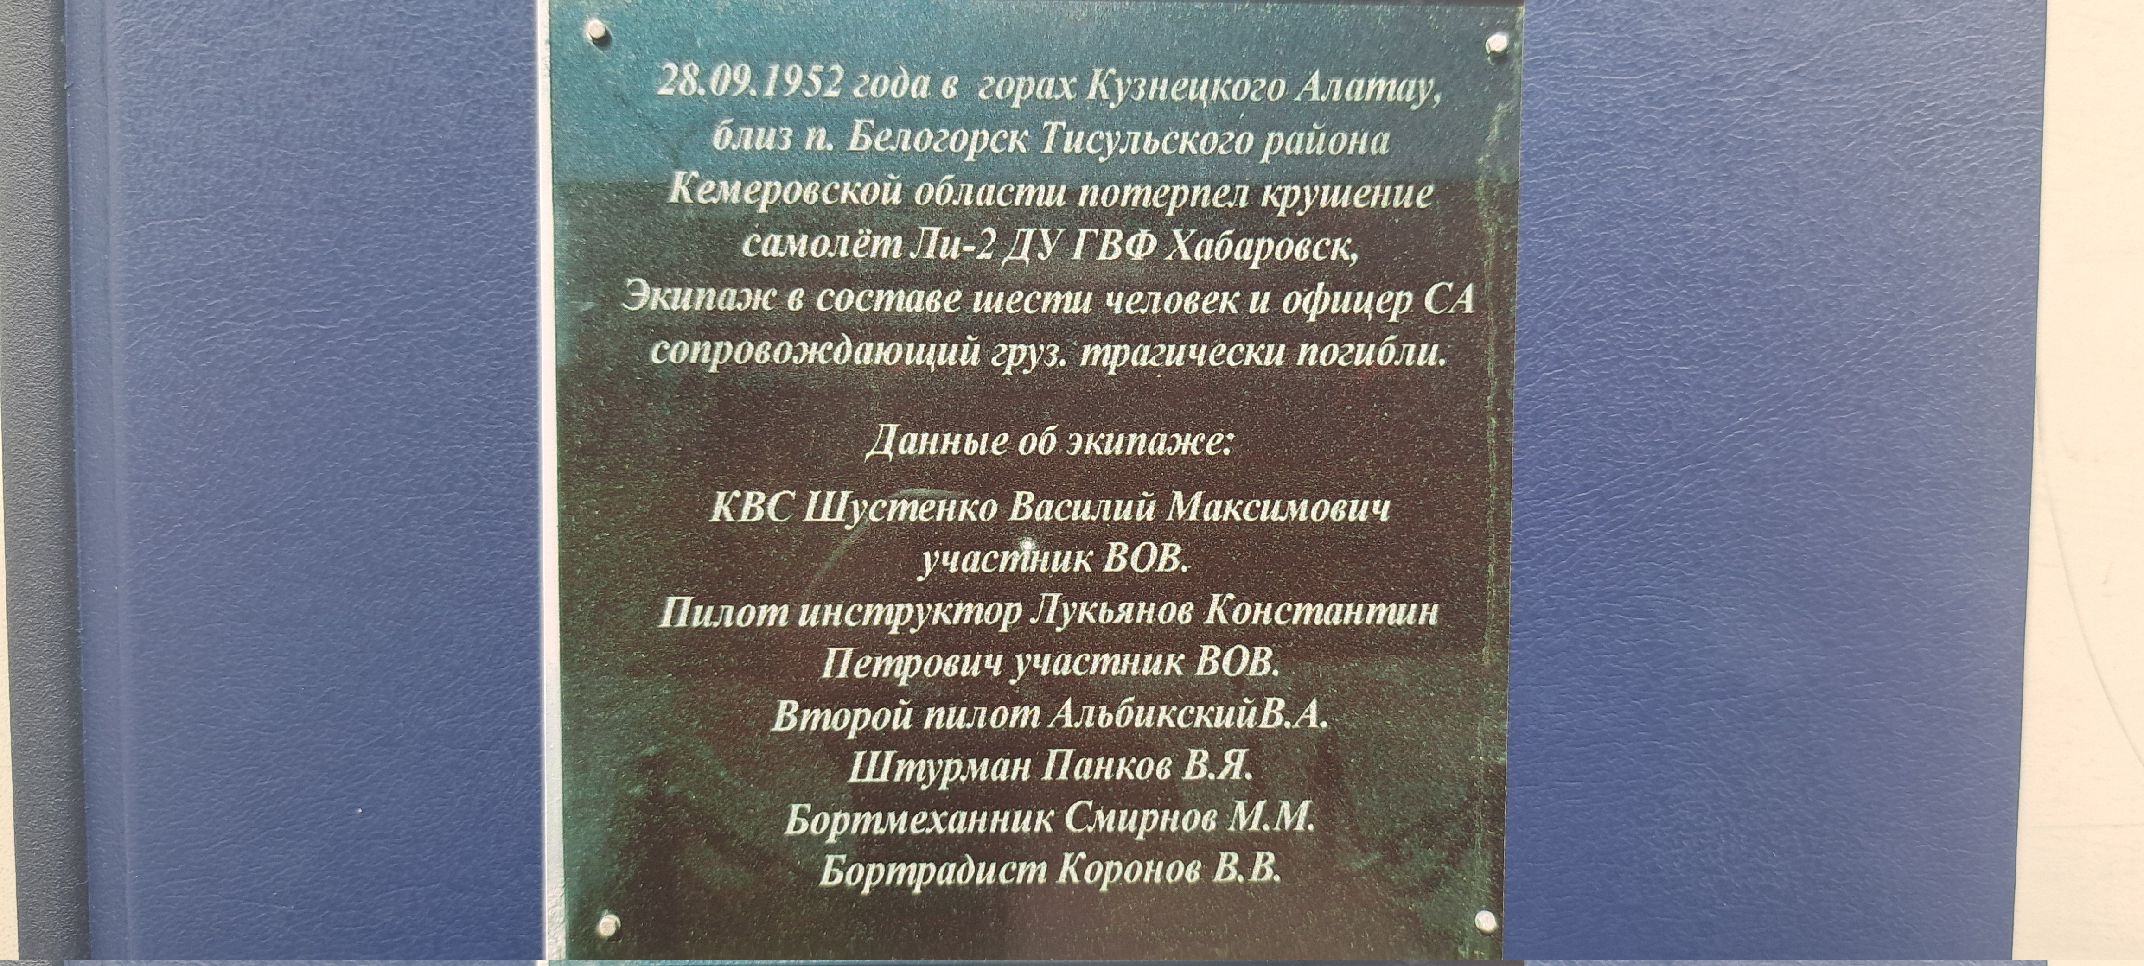 28.09.1952 года в горах Кузнецкого Алатау,
близ п. Белогорск Тисульского района
Кемеровской области потерпел крушение
самолёт Ли-2 ДУ ГВФ Хабаровск,
Экипаж в составе шести человек и офицер СА
сопровождающий груз. трагически погибли.
Данные об экипаже:
КВС Шустенко Василий Максимович
участник ВОВ.
Пилот инструктор Лукьянов Константин
Петрович участник ВОВ.
Второй пилот АльбикскийВ.А.
Штурман Панков В.Я.
Бортмеханник Смирнов М.М.
Бортрадист Коронов В.В.